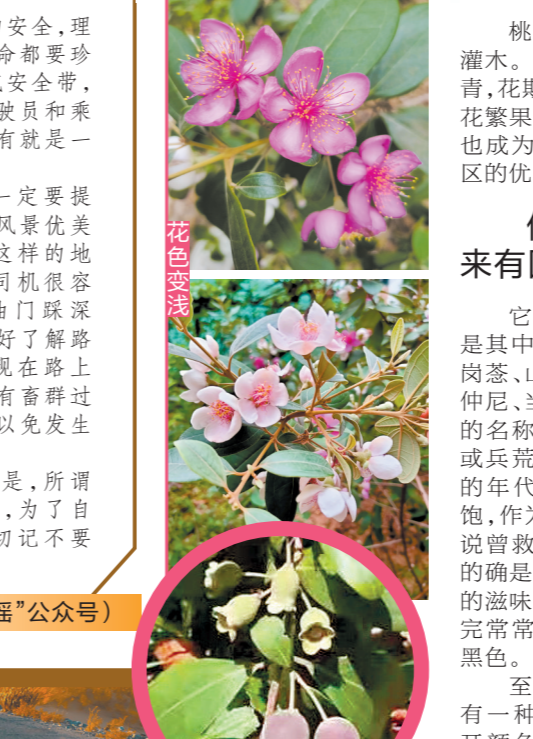 的安全,理
命都要珍
安全带,
驶员和乘
有就是一
一定要提
风景优美
这样的地
司机很容
油门踩深
好了解路
现在路上
有畜群过
以免发生
是,所谓
,为了自
切记不要
谣”公众号)
花色变浅
桃
灌木。
青,花期
花繁果
也成为
区的优
来有
它
是其中
岗菍、山
仲尼、当
的名称
或兵荒
的年代
饱,作为
说曾救
的确是
的滋味
完常常
黑色。
至
有一种